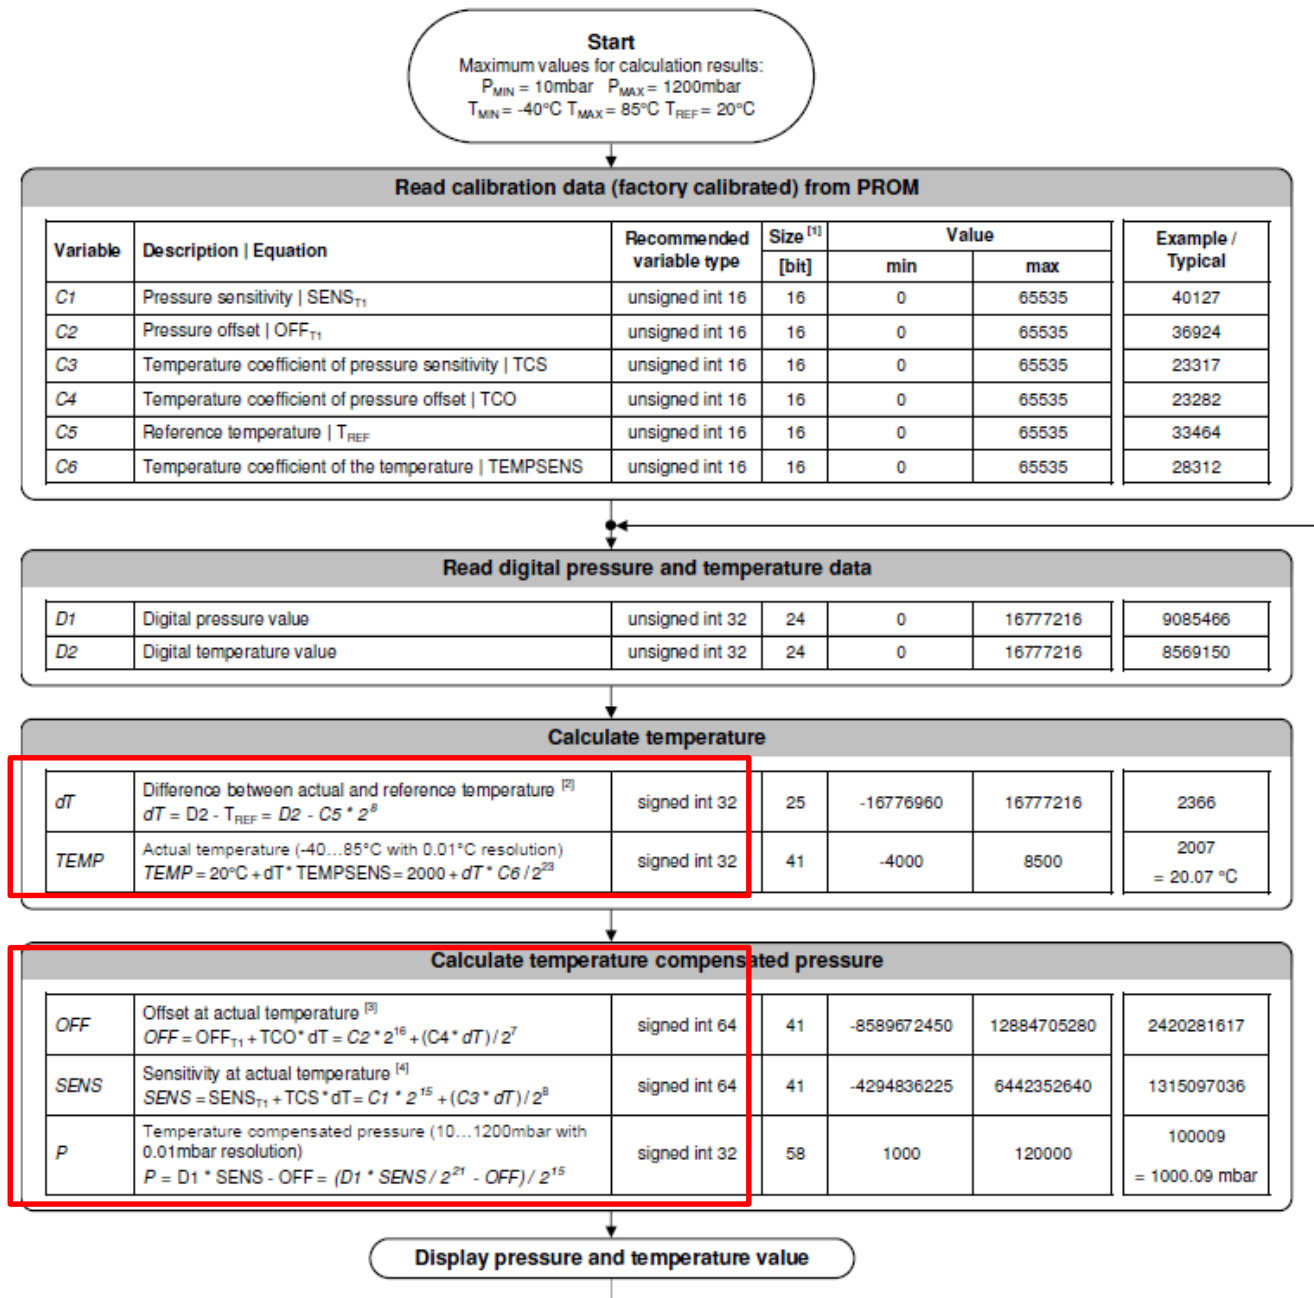 Start
Maximum values for calculation results:
PMIN = 10mbar PMAX = 1200mbar
TMIN = -40°C TMAX = 85°C TREF = 20°C
Read calibration data (factory calibrated) from PROM
Variable Description | Equation Recommended variable type Size [1] [bit] Value min max Example / Typical
C1 Pressure sensitivity | SENST1 unsigned int 16 16 0 65535 40127
C2 Pressure offset | OFFT1 unsigned int 16 16 0 65535 36924
C3 Temperature coefficient of pressure sensitivity | TCS unsigned int 16 16 0 65535 23317
C4 Temperature coefficient of pressure offset | TCO unsigned int 16 16 0 65535 23282
C5 Reference temperature | TREF unsigned int 16 16 0 65535 33464
C6 Temperature coefficient of the temperature | TEMPSENS unsigned int 16 16 0 65535 28312
Read digital pressure and temperature data
D1 Digital pressure value unsigned int 32 24 0 16777216 9085466
D2 Digital temperature value unsigned int 32 24 0 16777216 8569150
Calculate temperature
dT Difference between actual and reference temperature [2] signed int 32 25 -16776960 16777216 2366
dT = D2 - TREF = D2 - C5 * 2^8
TEMP Actual temperature (-40…85°C with 0.01°C resolution) signed int 32 41 -4000 8500 2007
TEMP = 20°C + dT * TEMPSENS = 2000 + dT * C6 / 2^23 = 20.07 °C
Calculate temperature compensated pressure
OFF Offset at actual temperature [3] signed int 64 41 -8589672450 12884705280 2420281617
OFF = OFFT1 + TCO* dT = C2 * 2^16 + (C4 * dT) / 2^7
SENS Sensitivity at actual temperature [4] signed int 64 41 -4294836225 6442352640 1315097036
SENS = SENST1 + TCS * dT = C1 * 2^15 + (C3 * dT) / 2^8
P Temperature compensated pressure (10…1200mbar with signed int 32 58 1000 120000 100009
0.01mbar resolution)
P = D1 * SENS - OFF = (D1 * SENS / 2^21 - OFF) / 2^15 = 1000.09 mbar
Display pressure and temperature value